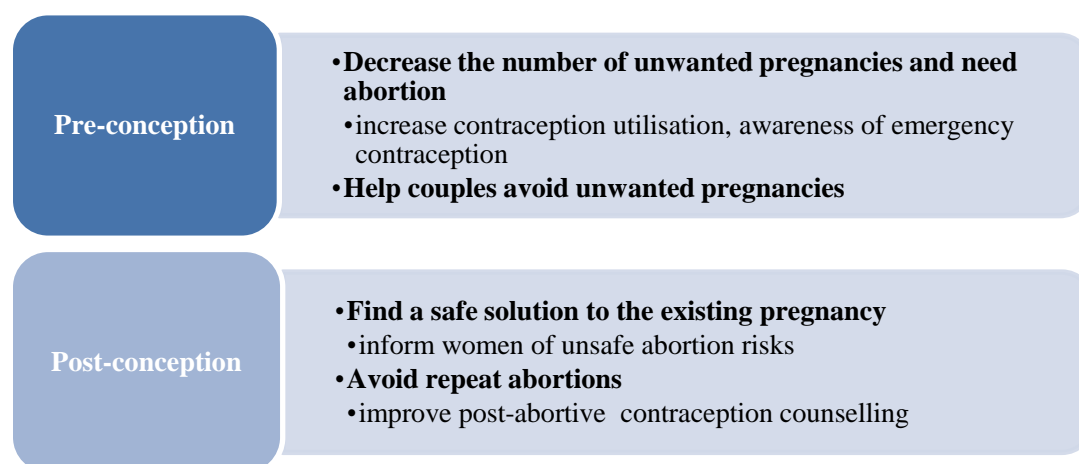 Pre-conception
•Decrease the number of unwanted pregnancies and need
abortion
•increase contraception utilisation, awareness of emergency
contraception
•Help couples avoid unwanted pregnancies
Post-conception
•Find a safe solution to the existing pregnancy
•inform women of unsafe abortion risks
•Avoid repeat abortions
•improve post-abortive contraception counselling